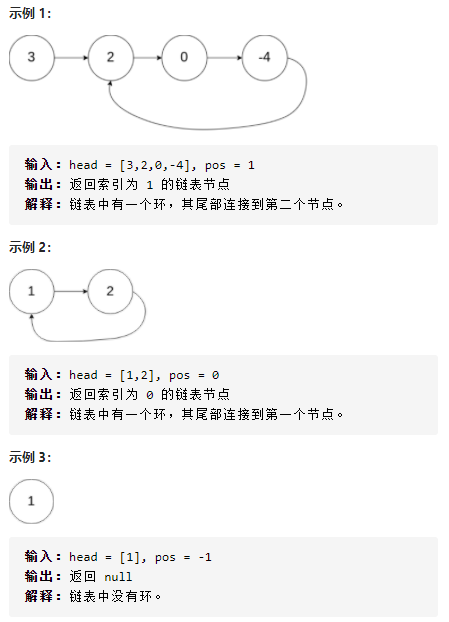 示例 1：
3 2 0 -4
输入：head = [3,2,0,-4], pos = 1
输出：返回索引为 1 的链表节点
解释：链表中有一个环，其尾部连接到第二个节点。
示例 2：
1 2
输入：head = [1,2], pos = 0
输出：返回索引为 0 的链表节点
解释：链表中有一个环，其尾部连接到第一个节点。
示例 3：
1
输入：head = [1], pos = -1
输出：返回 null
解释：链表中没有环。